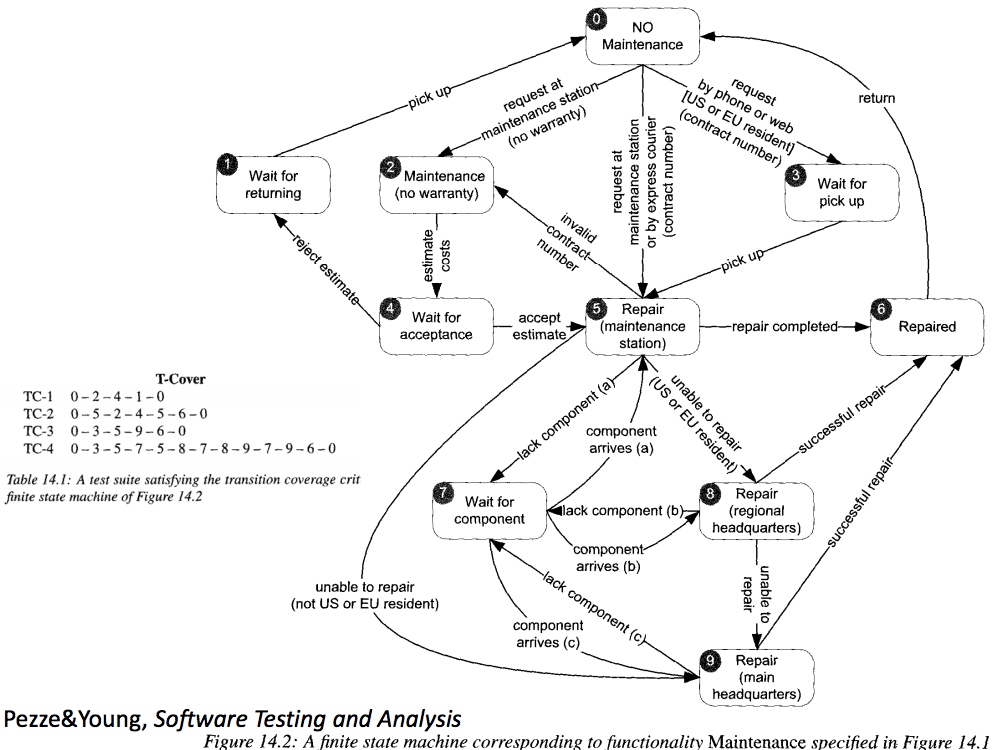 0
NO
Maintenance
pick up
request at
maintenance station
(no warranty)
request at
maintenance station
or by express courier
(contract number)
request
by phone or web
[US or EU resident]
(contract number)
return
1
Wait for
returning
2
Maintenance
(no warranty)
3
Wait for
pick up
reject estimate
estimate
costs
invalid
contract
number
pick up
4
Wait for
acceptance
accept
estimate
5
Repair
(maintenance
station)
repair completed
6
Repaired
T-Cover
TC-1 0 – 2 – 4 – 1 – 0
TC-2 0 – 5 – 2 – 4 – 5 – 6 – 0
TC-3 0 – 3 – 5 – 9 – 6 – 0
TC-4 0 – 3 – 5 – 7 – 5 – 8 – 7 – 8 – 9 – 7 – 9 – 6 – 0
Table 14.1: A test suite satisfying the transition coverage crit
finite state machine of Figure 14.2
lack component (a)
component
arrives (a)
unable to repair
(US or EU resident)
successful repair
successful repair
7
Wait for
component
lack component (b)
component
arrives (b)
8
Repair
(regional
headquarters)
unable to repair
(not US or EU resident)
component
arrives (c)
lack component (c)
unable to
repair
9
Repair
(main
headquarters)
Pezze&Young, Software Testing and Analysis
Figure 14.2: A finite state machine corresponding to functionality Maintenance specified in Figure 14.1